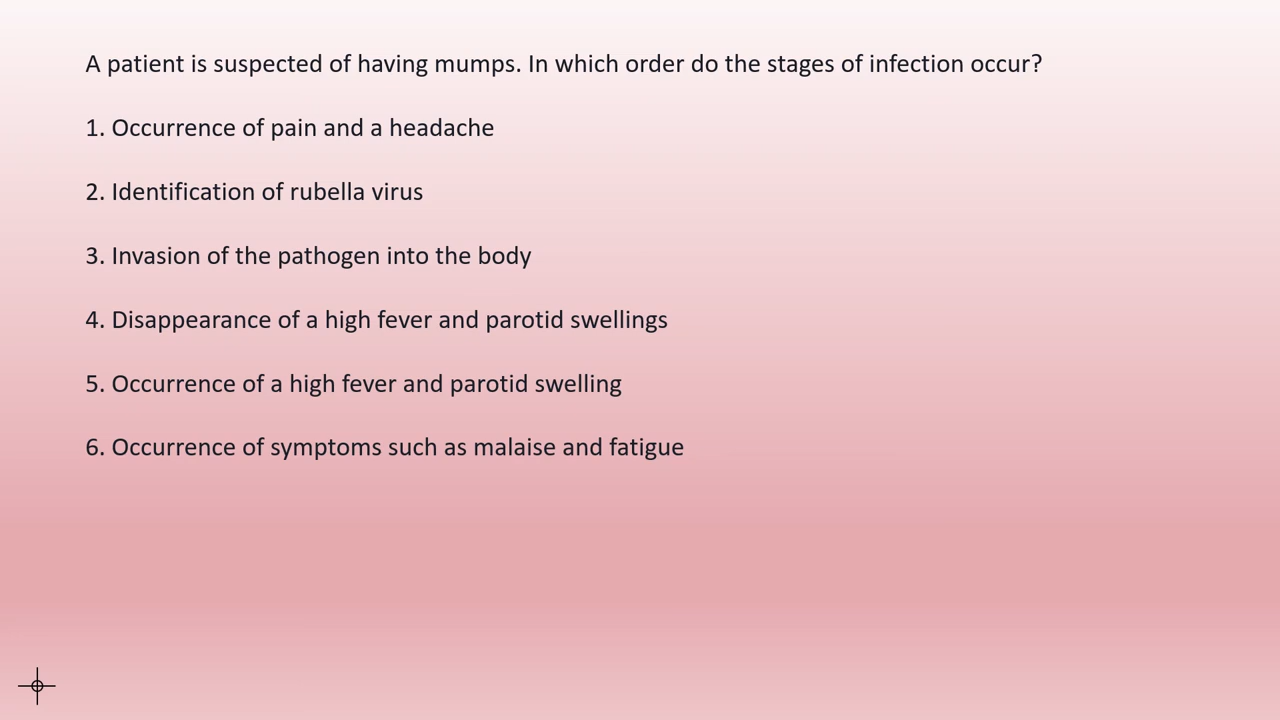 A patient is suspected of having mumps. In which order do the stages of infection occur?
1. Occurrence of pain and a headache
2. Identification of rubella virus
3. Invasion of the pathogen into the body
4. Disappearance of a high fever and parotid swellings
5. Occurrence of a high fever and parotid swelling
6. Occurrence of symptoms such as malaise and fatigue